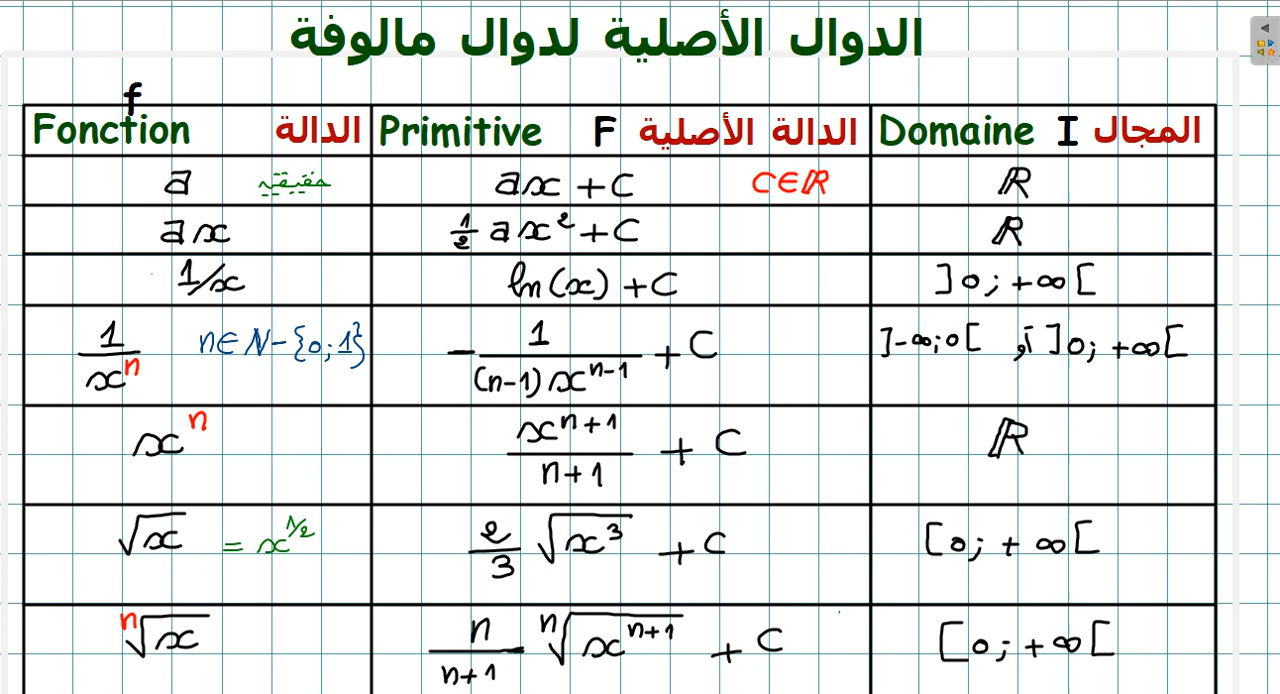 الدوال الأصلية لدوال مالوفة
f
Fonction الدالة Primitive F الدالة الأصلية Domaine I المجال
a حقيقية ax + C C∈ℝ ℝ
ax ½ ax² + C ℝ
1/x ln(x) + C ]0; +∞[
1/xⁿ n∈N-{0;1} -1/((n-1)xⁿ⁻¹) + C ]-∞;0[ أو ]0; +∞[
xⁿ xⁿ⁺¹/(n+1) + C ℝ
√x = x^1/2 2/3 √x³ + C [0; +∞[
ⁿ√x n/(n+1) ⁿ√xⁿ⁺¹ + C [0; +∞[